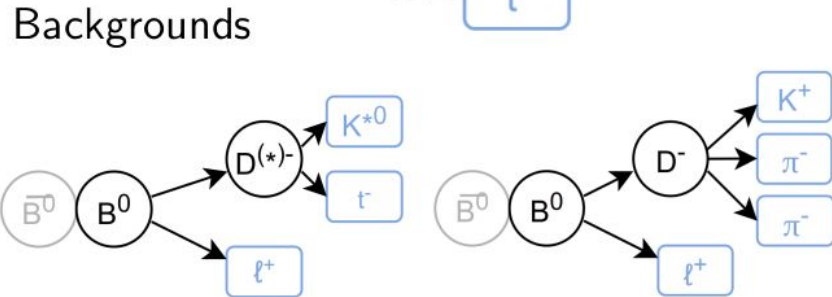 Backgrounds
B̅⁰ B⁰ D⁽*⁾⁻ K*⁰ t⁻ ℓ⁺
B̅⁰ B⁰ D⁻ K⁺ π⁻ π⁻ ℓ⁺